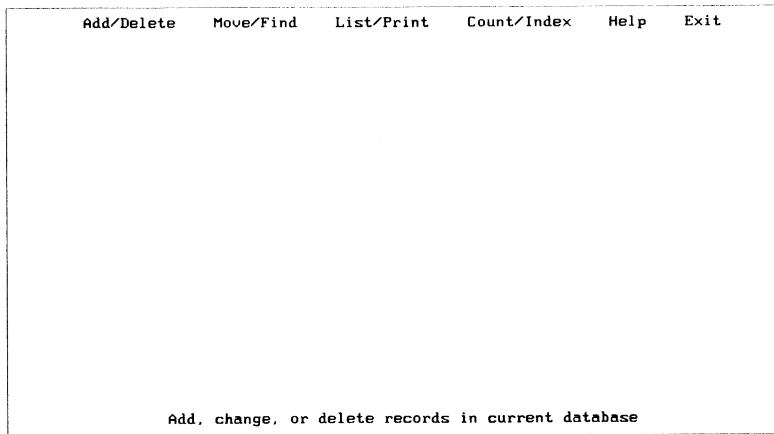 Add/Delete Move/Find List/Print Count/Index Help Exit
Add, change, or delete records in current database